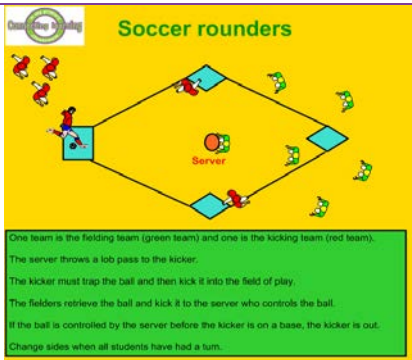 Soccer rounders
Server
One team is the fielding team (green team) and one is the kicking team (red team).
The server throws a lob pass to the kicker.
The kicker must trap the ball and then kick it into the field of play.
The fielders retrieve the ball and kick it to the server who controls the ball.
If the ball is controlled by the server before the kicker is on a base, the kicker is out.
Change sides when all students have had a turn.